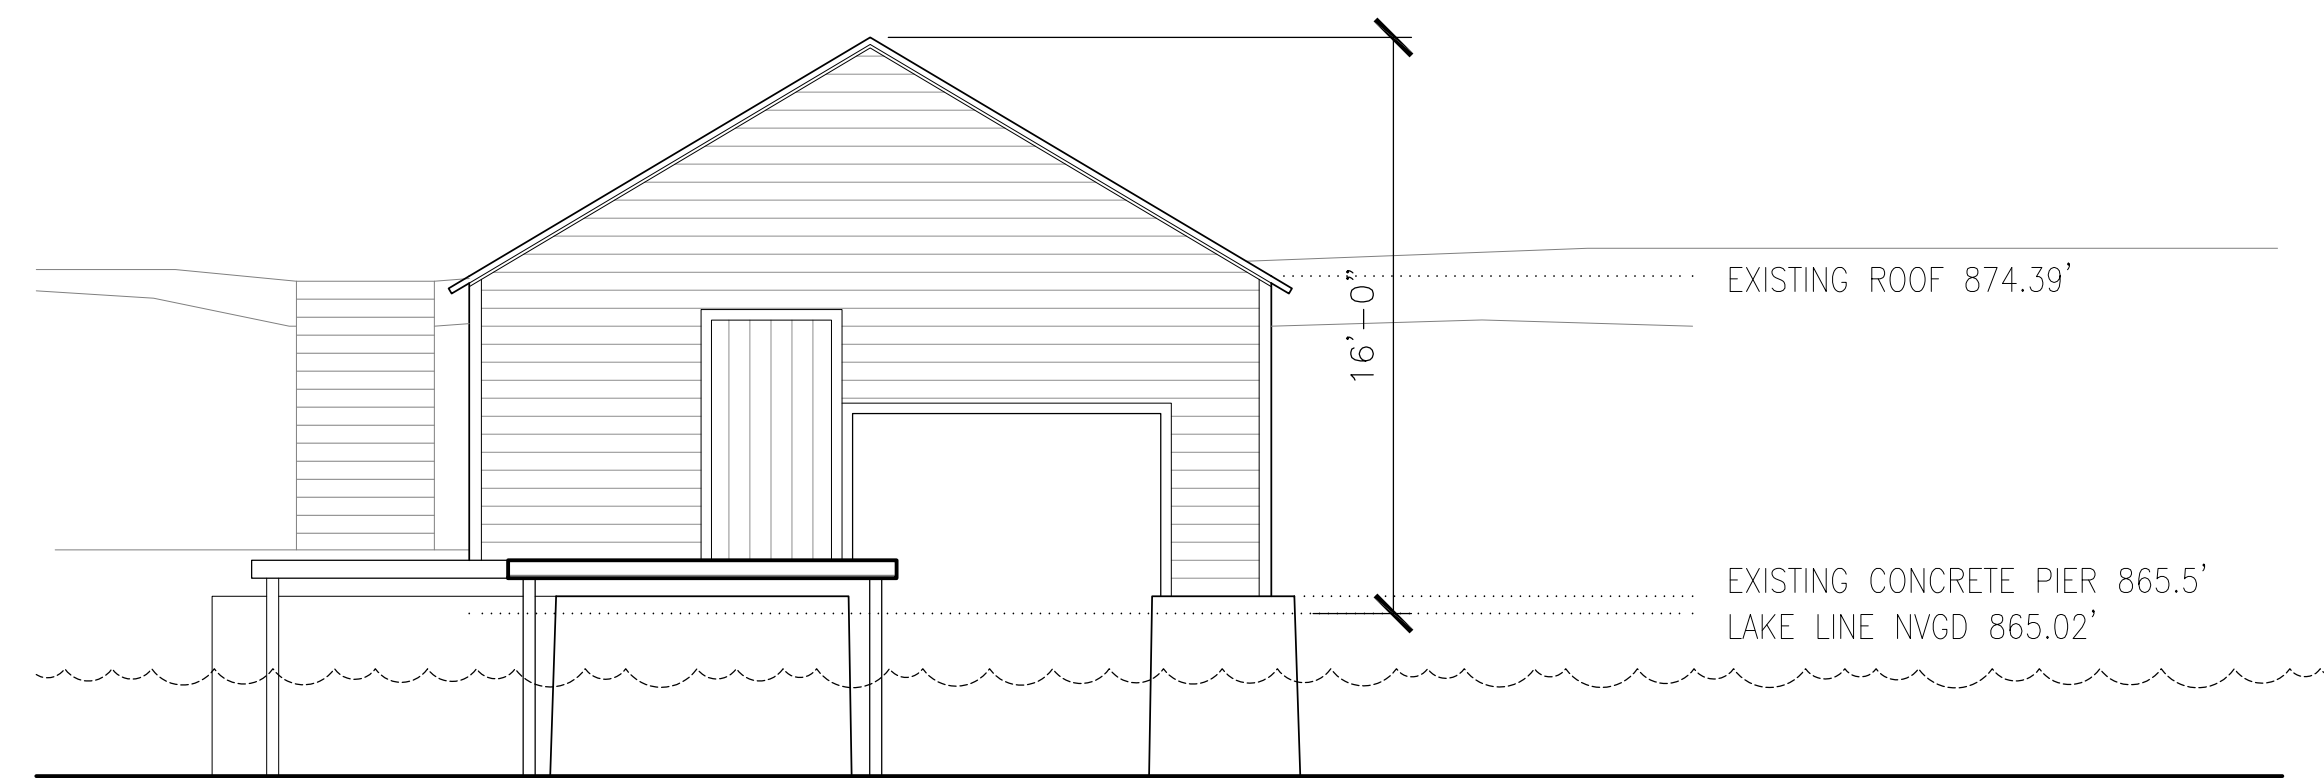 EXISTING ROOF 874.39'
16'-0"
EXISTING CONCRETE PIER 865.5'
LAKE LINE NVGD 865.02'